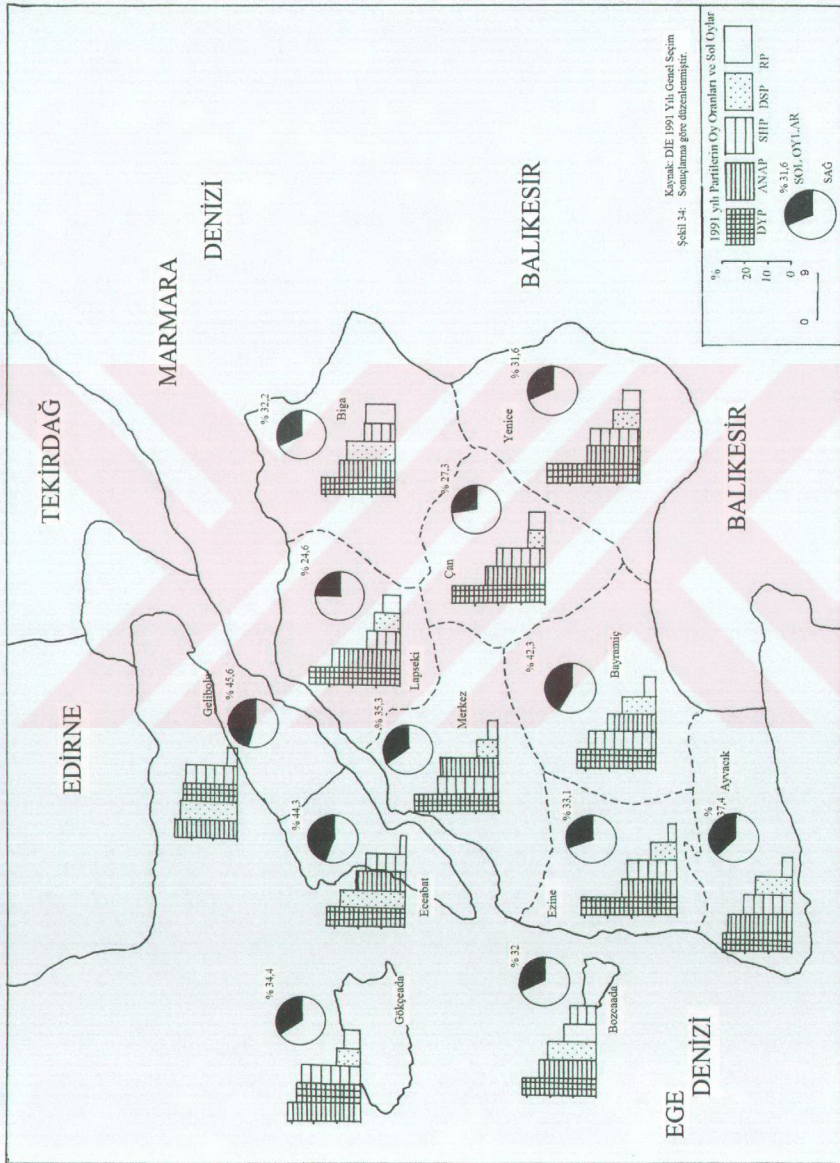 TEKİRDAĞ
EDİRNE
MARMARA
DENİZİ
Gelibolu
% 45,6
% 44,3
Eceabat
% 34,4
Gökçeada
% 32
Bozcaada
EGE
DENİZİ
% 24,6
Lapseki
% 35,3
Merkez
% 32,2
Biga
% 27,3
Çan
% 31,6
Yenice
% 42,3
Bayramiç
% 33,1
Ezine
%
37,4
Ayvacık
BALIKESİR
BALIKESİR
Kaynak: DİE 1991 Yılı Genel Seçim
Şekil 34: Sonuçlarına göre düzenlenmiştir.
1991 yılı Partilerin Oy Oranları ve Sol Oylar
%
20
10
0
DYP ANAP SHP DSP RP
0 9
% 31,6
SOL OYLAR
SAĞ